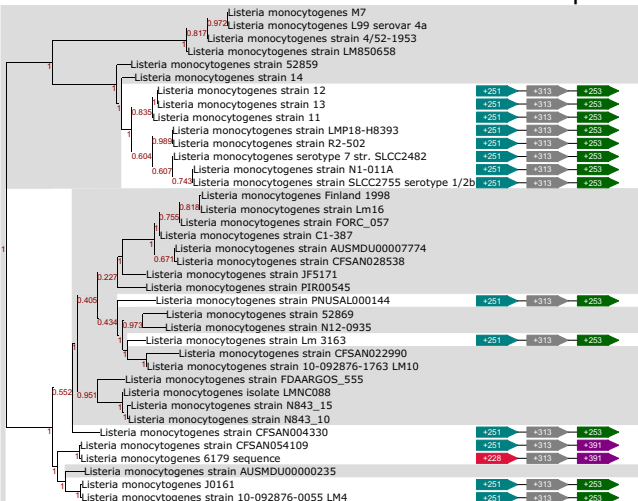 Listeria monocytogenes M7
0.972 Listeria monocytogenes L99 serovar 4a
0.817 Listeria monocytogenes strain 4/52-1953
1 Listeria monocytogenes strain LM850658
Listeria monocytogenes strain 52859
1 Listeria monocytogenes strain 14
1 Listeria monocytogenes strain 12 +251 +313 +253
1 Listeria monocytogenes strain 13 +251 +313 +253
0.835 Listeria monocytogenes strain 11 +251 +313 +253
1 Listeria monocytogenes strain LMP18-H8393 +251 +313 +253
0.989 Listeria monocytogenes strain R2-502 +251 +313 +253
0.604 Listeria monocytogenes serotype 7 str. SLCC2482 +251 +313 +253
0.607 Listeria monocytogenes strain N1-011A +251 +313 +253
0.743 Listeria monocytogenes strain SLCC2755 serotype 1/2b +251 +313 +253
Listeria monocytogenes Finland 1998
0.818 Listeria monocytogenes strain Lm16
0.755 Listeria monocytogenes strain FORC_057
1 Listeria monocytogenes strain C1-387
1 Listeria monocytogenes strain AUSMDU00007774
0.671 Listeria monocytogenes strain CFSAN028538
0.227 1 Listeria monocytogenes strain JF5171
1 Listeria monocytogenes strain PIR00545
0.405 Listeria monocytogenes strain PNUSAL000144 +251 +313 +253
Listeria monocytogenes strain 52869
0.434 0.973 Listeria monocytogenes strain N12-0935
1 Listeria monocytogenes strain Lm 3163 +251 +313 +253
1 Listeria monocytogenes strain CFSAN022990
1 Listeria monocytogenes strain 10-092876-1763 LM10
Listeria monocytogenes strain FDAARGOS_555
0.552 0.951 Listeria monocytogenes isolate LMNC088
1 Listeria monocytogenes strain N843_15
1 Listeria monocytogenes strain N843_10
1 Listeria monocytogenes strain CFSAN004330 +251 +313 +253
1 Listeria monocytogenes strain CFSAN054109 +251 +313 +391
1 Listeria monocytogenes 6179 sequence +228 +313 +391
1 Listeria monocytogenes strain AUSMDU00000235
1 Listeria monocytogenes J0161 +251 +313 +253
1 Listeria monocytogenes strain 10-092876-0055 LM4 +251 +313 +253